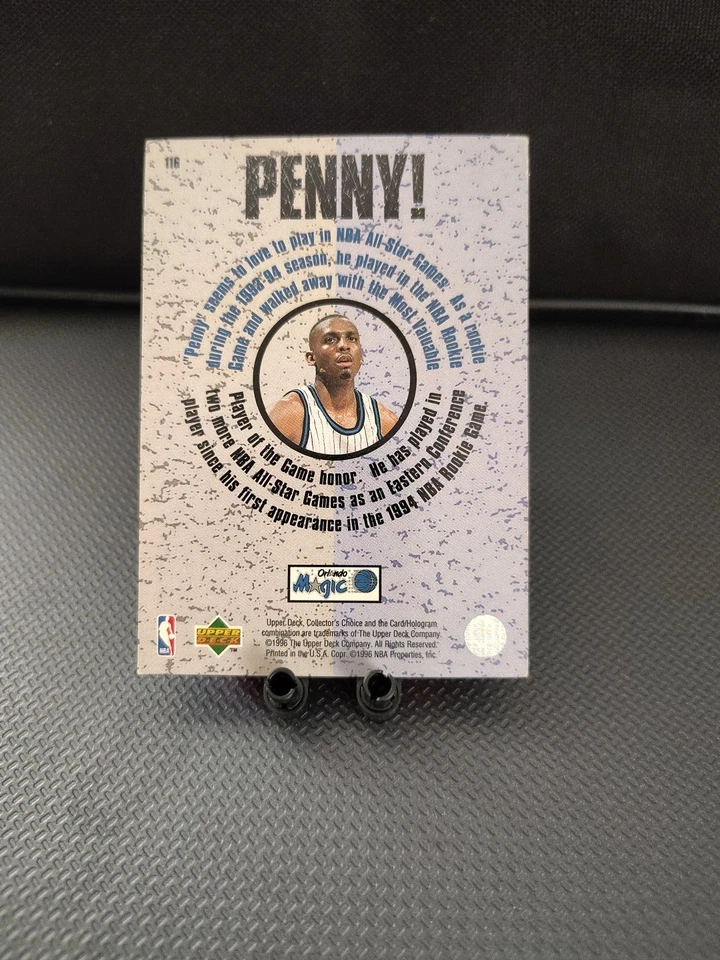 116
PENNY!
"Penny" seems to love to play in NBA All-Star Games. As a rookie
during the 1993-94 season, he played in the NBA Rookie
Game and walked away with the Most Valuable
Player of the Game honor. He has played in
two more NBA All-Star Games as an Eastern Conference
player since his first appearance in the 1994 NBA Rookie Game.
Orlando
Magic
NBA
UPPER
DECK
TM
Upper Deck, Collector's Choice and the Card/Hologram
combination are trademarks of The Upper Deck Company.
©1996 The Upper Deck Company. All Rights Reserved.
Printed in the U.S.A. Copr. ©1996 NBA Properties, Inc.